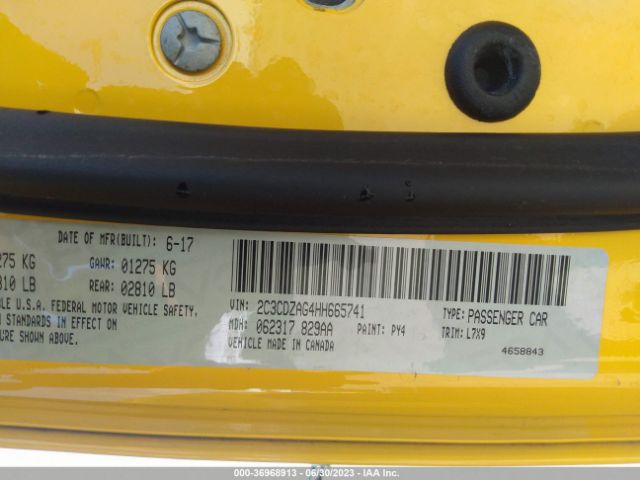 DATE OF MFR(BUILT): 6-17
275 KG GAWR: 01275 KG
810 LB REAR: 02810 LB
BLE U.S.A. FEDERAL MOTOR VEHICLE SAFETY,
STANDARDS IN EFFECT ON
URE SHOWN ABOVE.
VIN: 2C3CDZAG4HH665741
TYPE: PASSENGER CAR
MDH: 062317 829AA PAINT: PY4 TRIM: L7X9
VEHICLE MADE IN CANADA
4658843
000-36968913 - 06/30/2023 - IAA Inc.